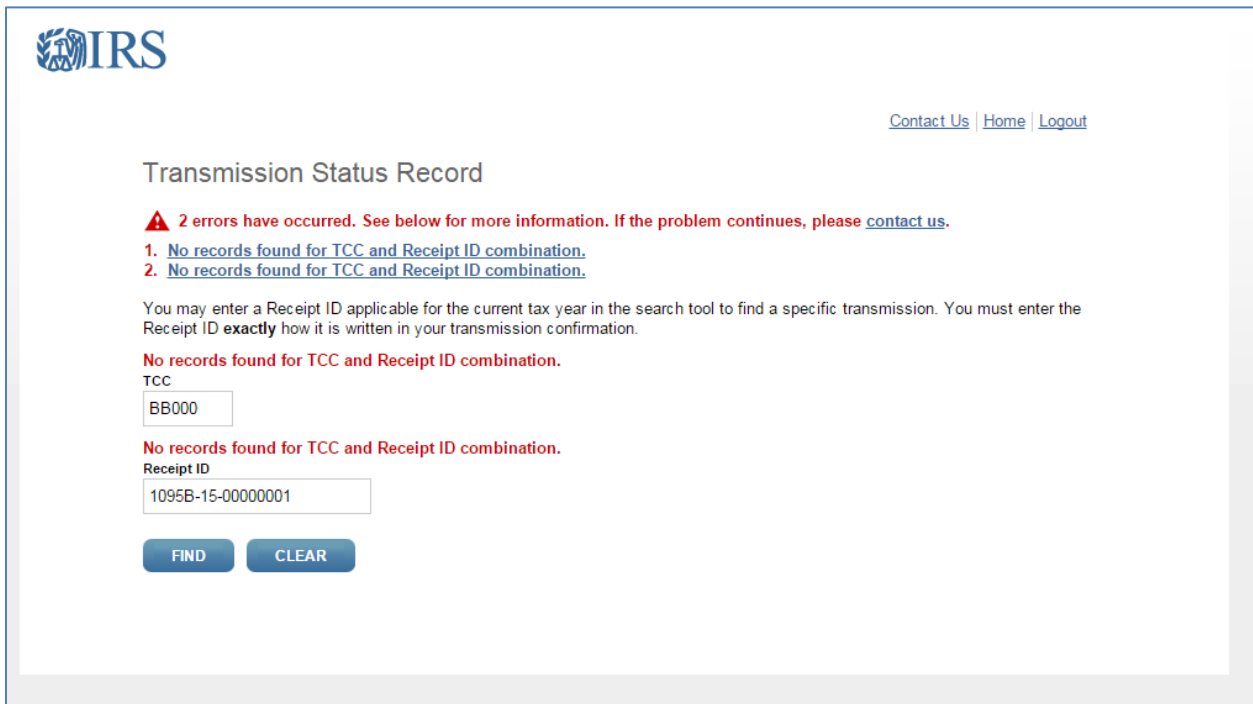 IRS
Contact Us | Home | Logout
Transmission Status Record
2 errors have occurred. See below for more information. If the problem continues, please contact us.
1. No records found for TCC and Receipt ID combination.
2. No records found for TCC and Receipt ID combination.
You may enter a Receipt ID applicable for the current tax year in the search tool to find a specific transmission. You must enter the
Receipt ID exactly how it is written in your transmission confirmation.
No records found for TCC and Receipt ID combination.
TCC
BB000
No records found for TCC and Receipt ID combination.
Receipt ID
1095B-15-00000001
FIND CLEAR